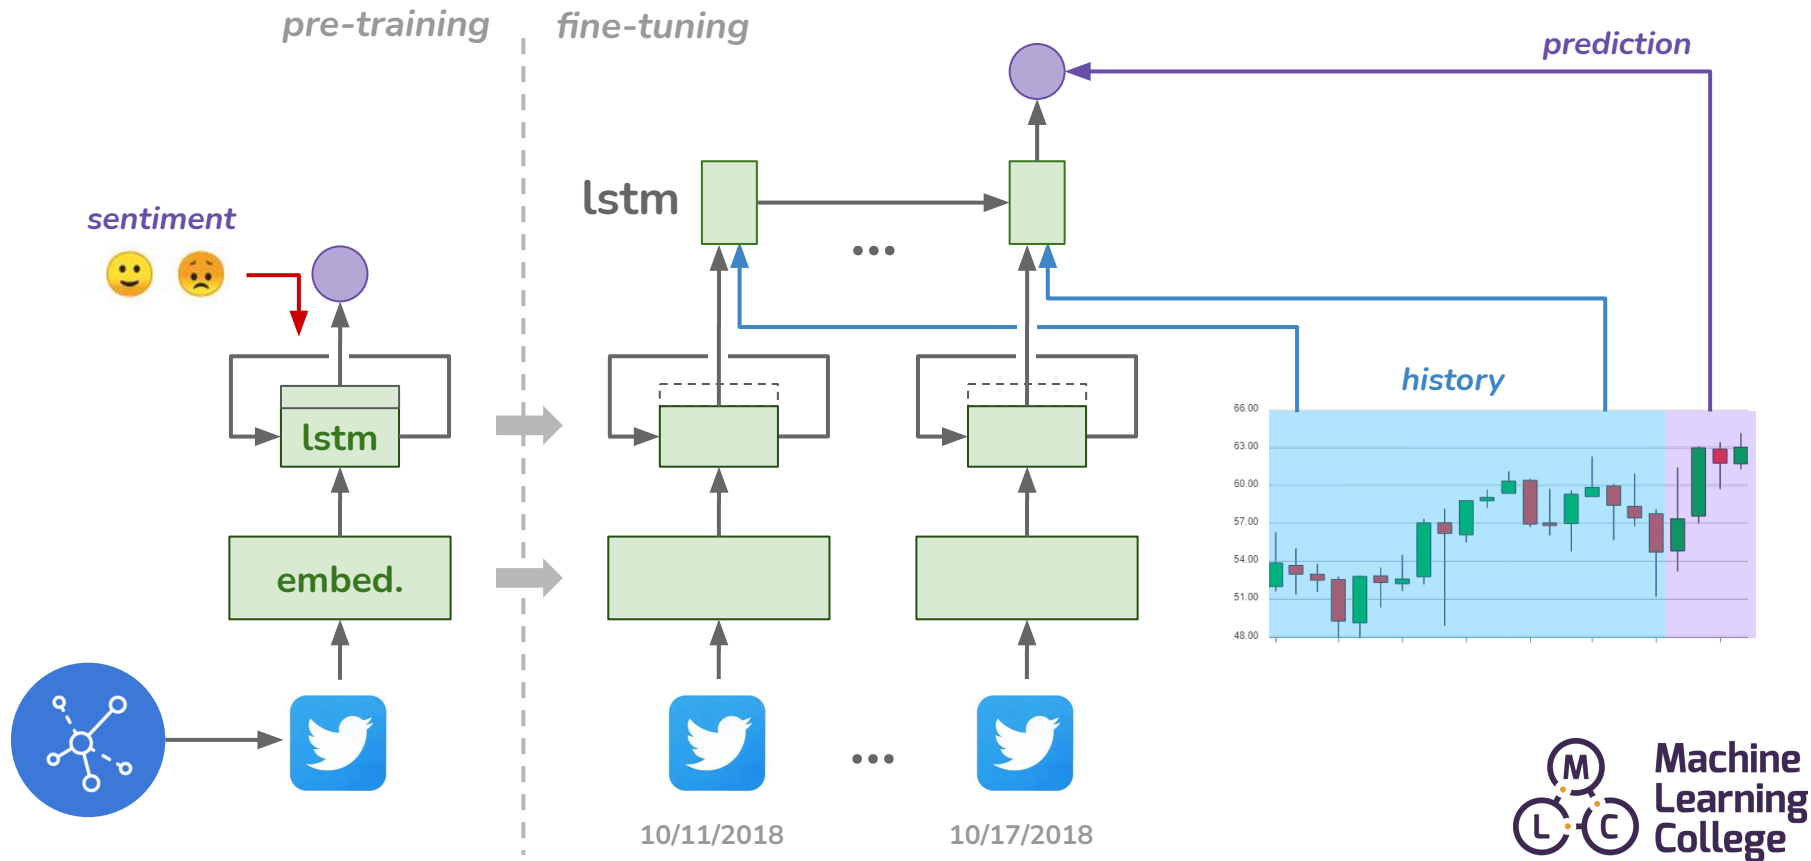 pre-training
fine-tuning
prediction
lstm
sentiment
history
lstm
embed.
66.00
63.00
60.00
57.00
54.00
51.00
48.00
...
...
10/11/2018
10/17/2018
M
L
C
Machine
Learning
College